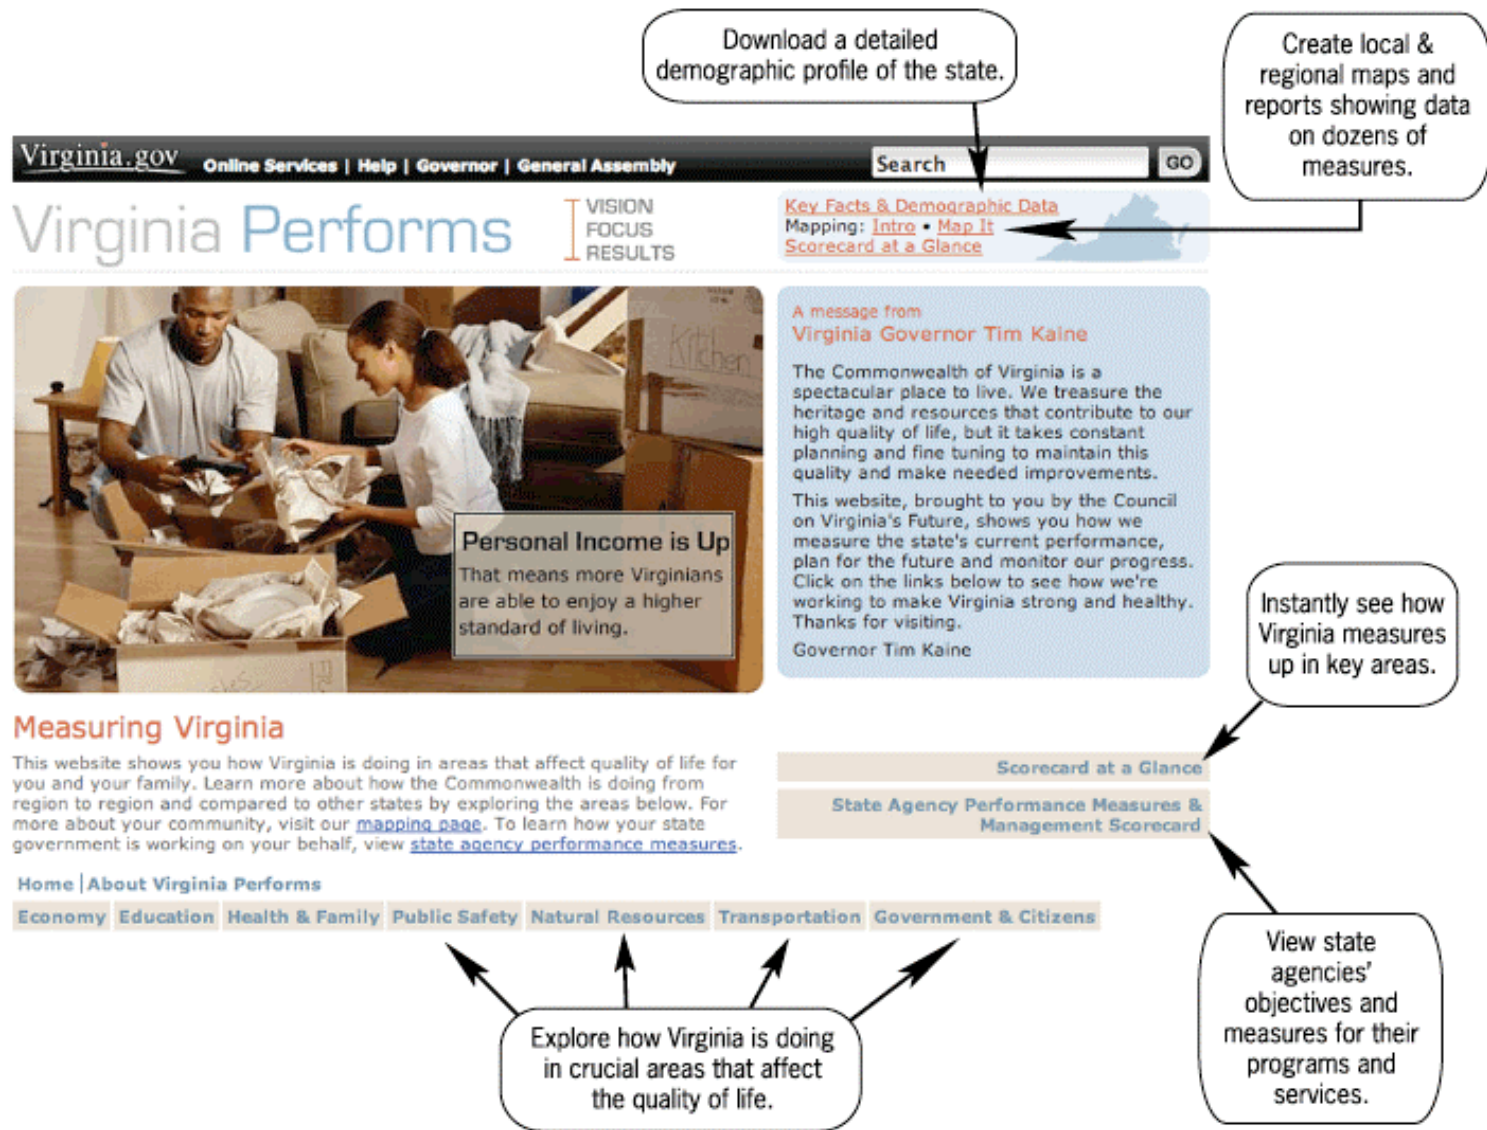 Download a detailed
demographic profile of the state.
Create local &
regional maps and
reports showing data
on dozens of
measures.
Virginia.gov Online Services | Help | Governor | General Assembly Search GO
Virginia Performs
VISION
FOCUS
RESULTS
Key Facts & Demographic Data
Mapping: Intro • Map It
Scorecard at a Glance
Kitchen
Personal Income is Up
That means more Virginians
are able to enjoy a higher
standard of living.
A message from
Virginia Governor Tim Kaine
The Commonwealth of Virginia is a
spectacular place to live. We treasure the
heritage and resources that contribute to our
high quality of life, but it takes constant
planning and fine tuning to maintain this
quality and make needed improvements.
This website, brought to you by the Council
on Virginia's Future, shows you how we
measure the state's current performance,
plan for the future and monitor our progress.
Click on the links below to see how we're
working to make Virginia strong and healthy.
Thanks for visiting.
Governor Tim Kaine
Instantly see how
Virginia measures
up in key areas.
Measuring Virginia
This website shows you how Virginia is doing in areas that affect quality of life for
you and your family. Learn more about how the Commonwealth is doing from
region to region and compared to other states by exploring the areas below. For
more about your community, visit our mapping page. To learn how your state
government is working on your behalf, view state agency performance measures.
Scorecard at a Glance
State Agency Performance Measures &
Management Scorecard
Home | About Virginia Performs
Economy Education Health & Family Public Safety Natural Resources Transportation Government & Citizens
Explore how Virginia is doing
in crucial areas that affect
the quality of life.
View state
agencies'
objectives and
measures for their
programs and
services.